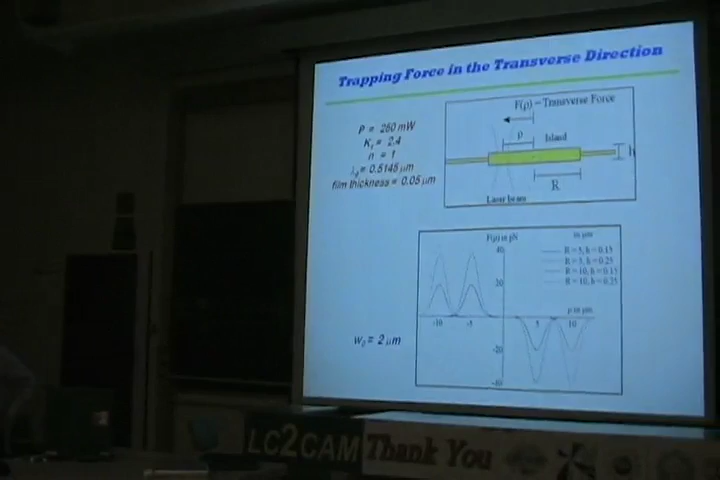 Trapping Force in the Transverse Direction
P = 260 mW
n = 1
film thickness = 0.05 μm
F(ρ) – Transverse Force
ρ
Island
h
R
Laser beam
F(ρ) in pN
in μm
R = 5, h = 0.15
R = 5, h = 0.25
R = 10, h = 0.15
R = 10, h = 0.25
40
20
ρ in μm
-10
-5
5
10
-20
-40
w₀ = 2 μm
LC2CAM Thank You